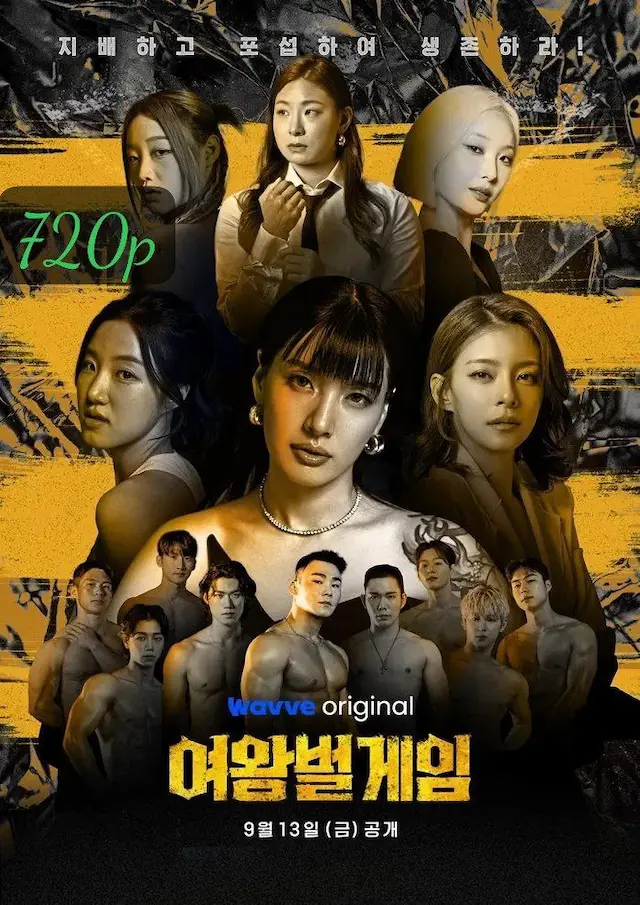 지배하고 포섭하여 생존하라!
720p
wavve original
여왕벌게임
9월 13일 (금) 공개